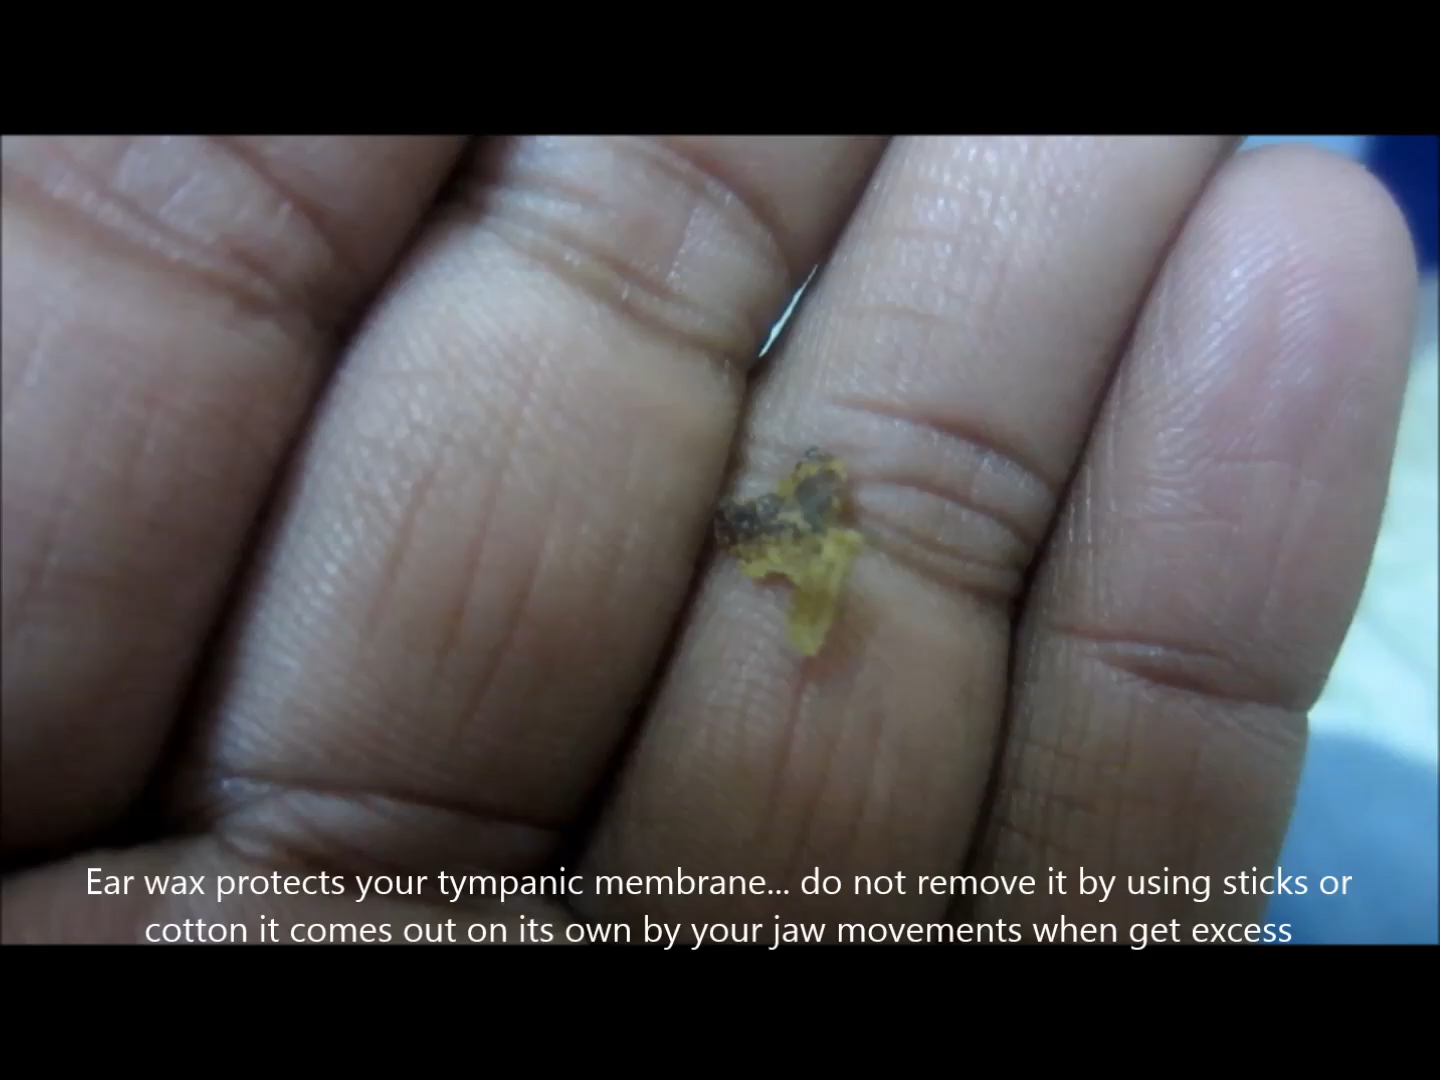 Ear wax protects your tympanic membrane... do not remove it by using sticks or
cotton it comes out on its own by your jaw movements when get excess